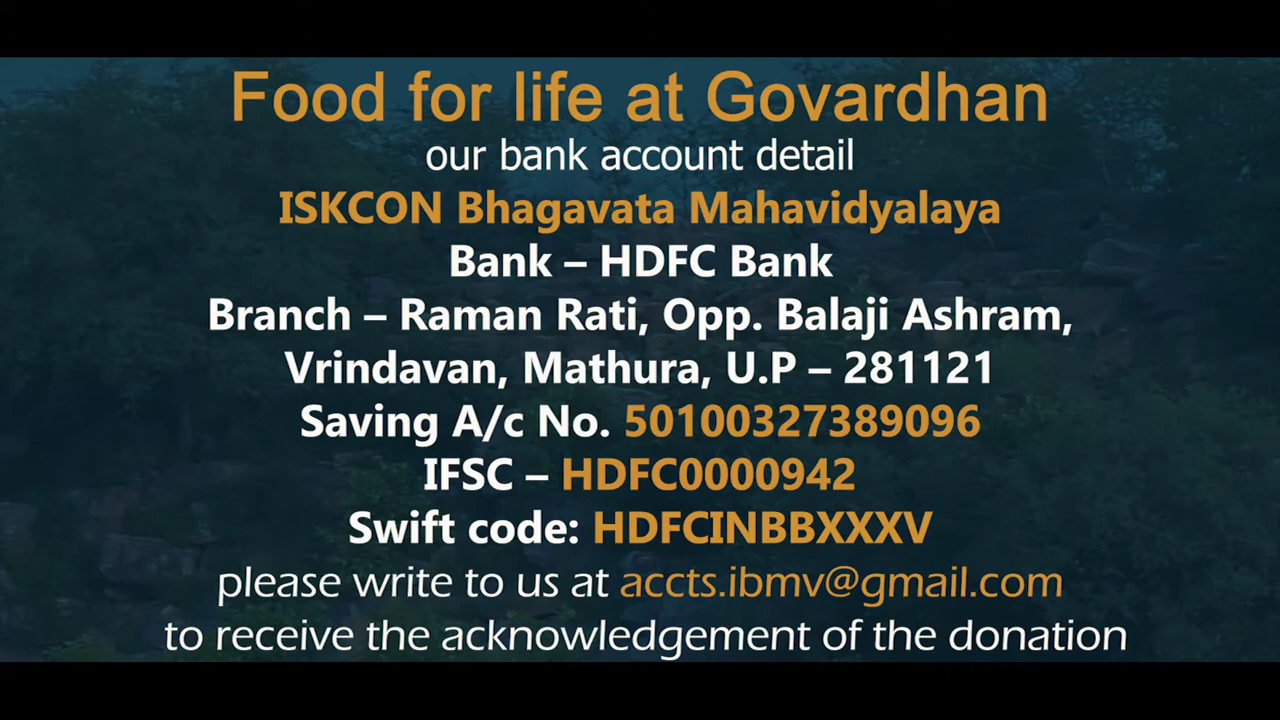 Food for life at Govardhan
our bank account detail
ISKCON Bhagavata Mahavidyalaya
Bank – HDFC Bank
Branch – Raman Rati, Opp. Balaji Ashram,
Vrindavan, Mathura, U.P – 281121
Saving A/c No. 50100327389096
IFSC – HDFC0000942
Swift code: HDFCINBBXXXV
please write to us at accts.ibmv@gmail.com
to receive the acknowledgement of the donation